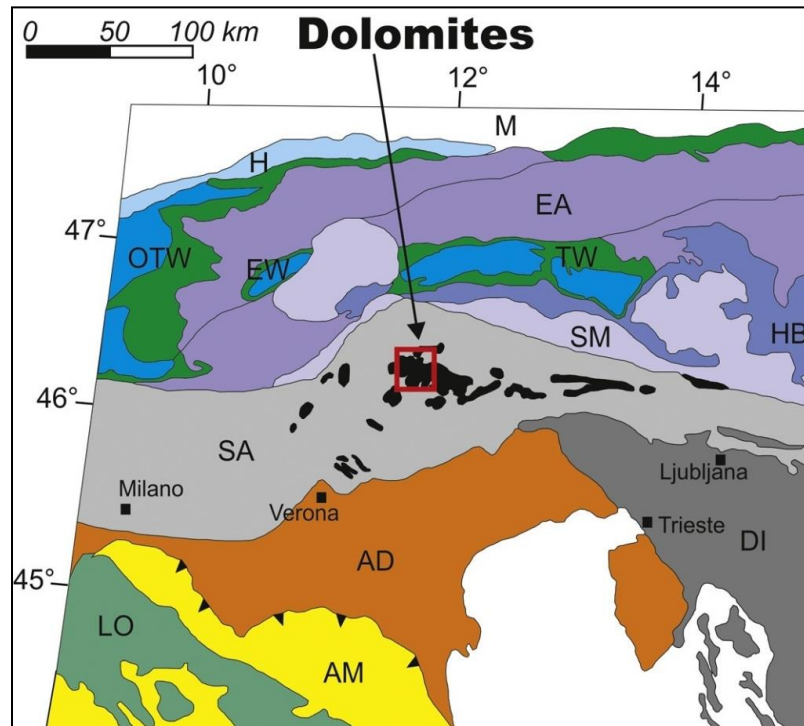 0 50 100 km
Dolomites
10° 12° 14°
M
H
EA
47°
OTW
EW
TW
SM
HB
46°
SA
Ljubljana
Milano
Verona
Trieste
DI
AD
45°
LO
AM